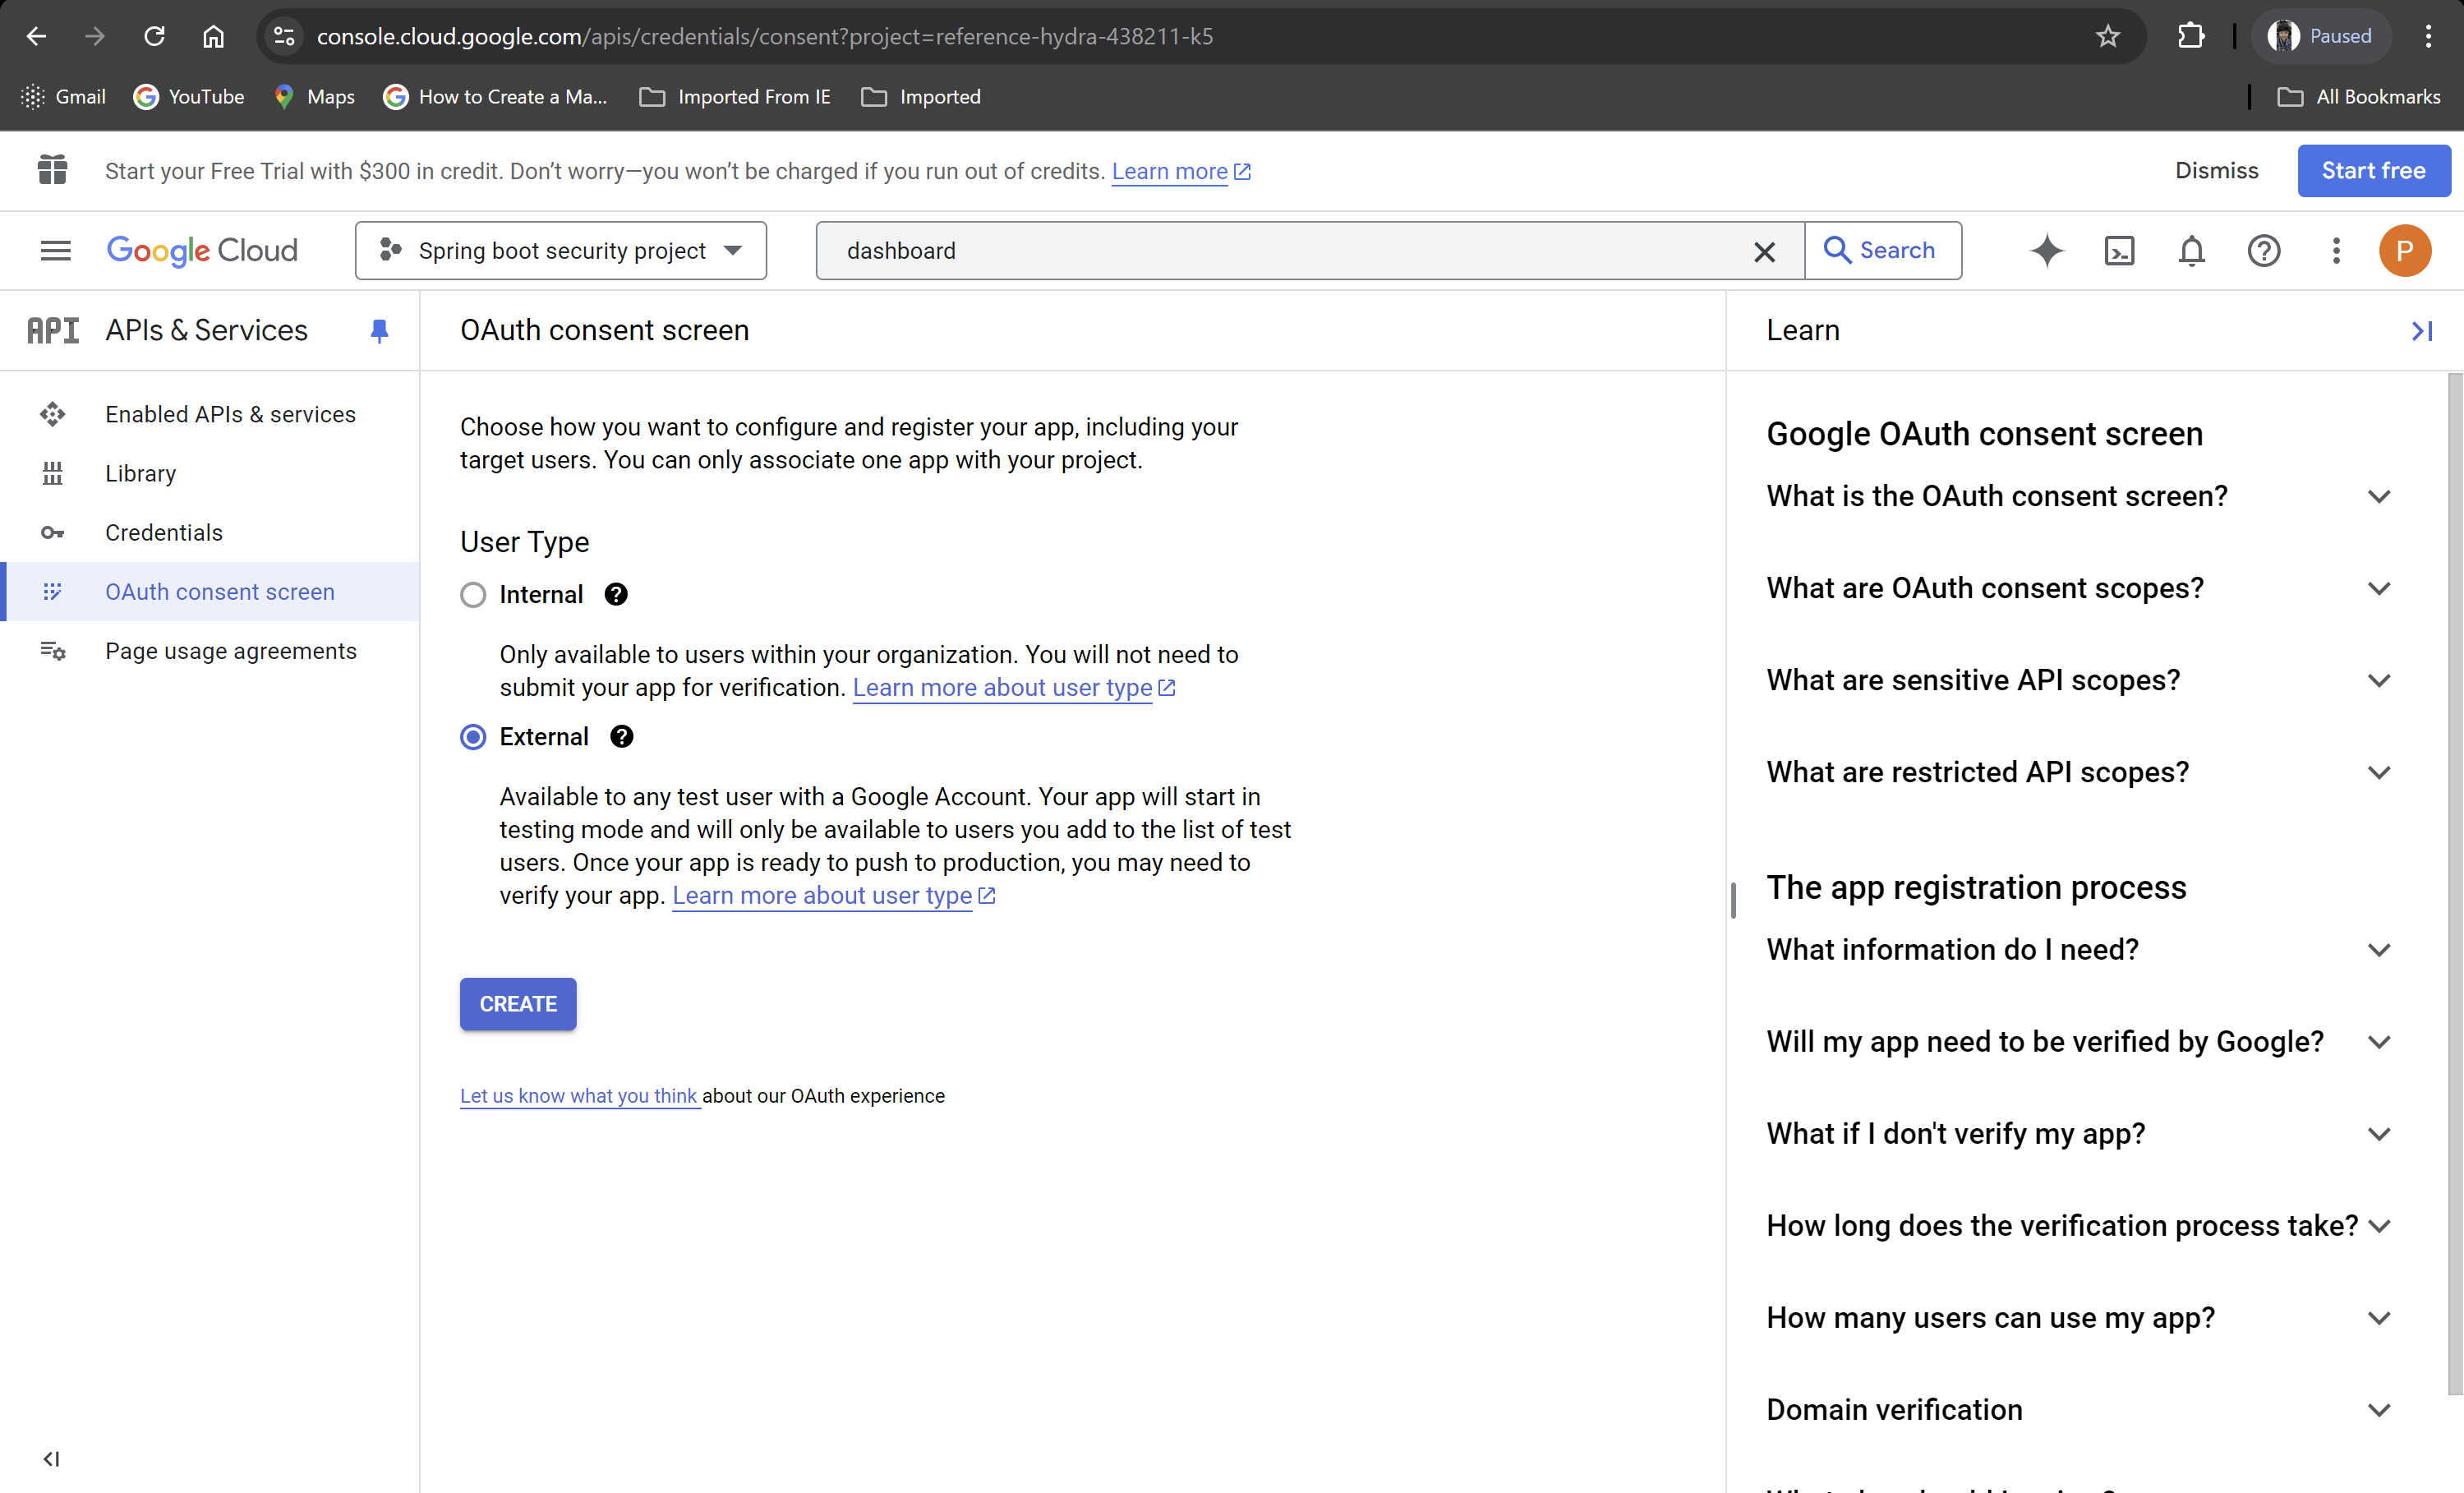 console.cloud.google.com/apis/credentials/consent?project=reference-hydra-438211-k5
Paused
Gmail
YouTube
Maps
How to Create a Ma...
Imported From IE
Imported
All Bookmarks
Start your Free Trial with $300 in credit. Don’t worry—you won’t be charged if you run out of credits. Learn more
Dismiss
Start free
Google Cloud
Spring boot security project
dashboard
Search
P
API
APIs & Services
Enabled APIs & services
Library
Credentials
OAuth consent screen
Page usage agreements
OAuth consent screen
Choose how you want to configure and register your app, including your
target users. You can only associate one app with your project.
User Type
Internal
Only available to users within your organization. You will not need to
submit your app for verification. Learn more about user type
External
Available to any test user with a Google Account. Your app will start in
testing mode and will only be available to users you add to the list of test
users. Once your app is ready to push to production, you may need to
verify your app. Learn more about user type
CREATE
Let us know what you think about our OAuth experience
Learn
Google OAuth consent screen
What is the OAuth consent screen?
What are OAuth consent scopes?
What are sensitive API scopes?
What are restricted API scopes?
The app registration process
What information do I need?
Will my app need to be verified by Google?
What if I don't verify my app?
How long does the verification process take?
How many users can use my app?
Domain verification